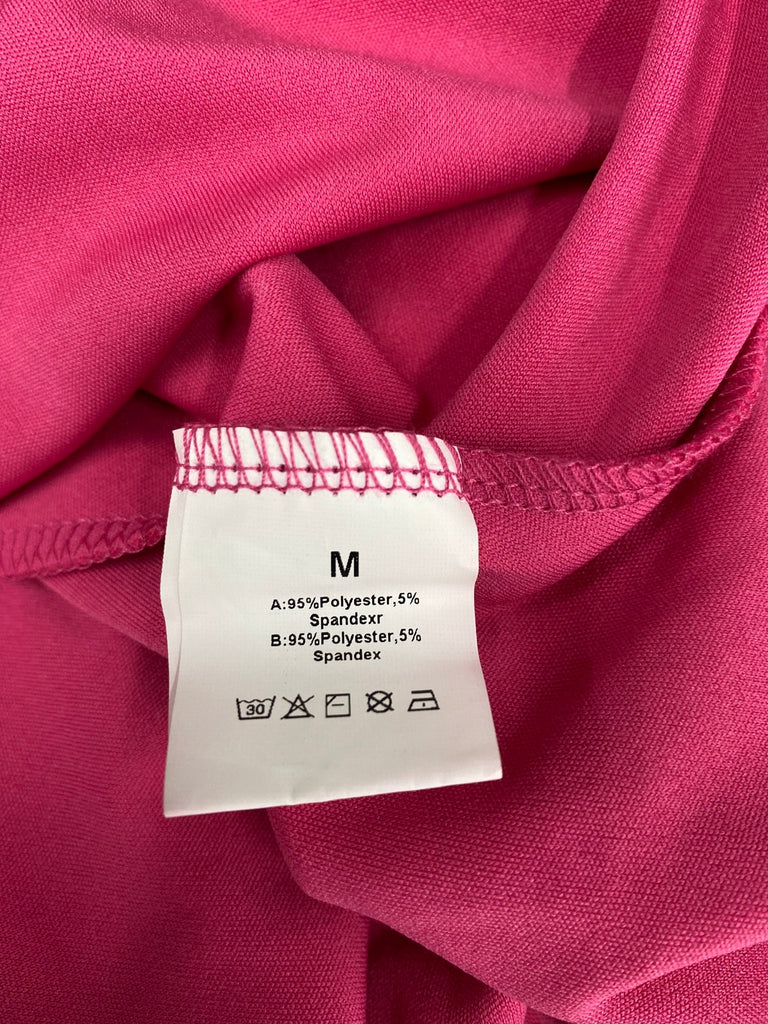 M
A:95%Polyester,5%
Spandexr
B:95%Polyester,5%
Spandex
30